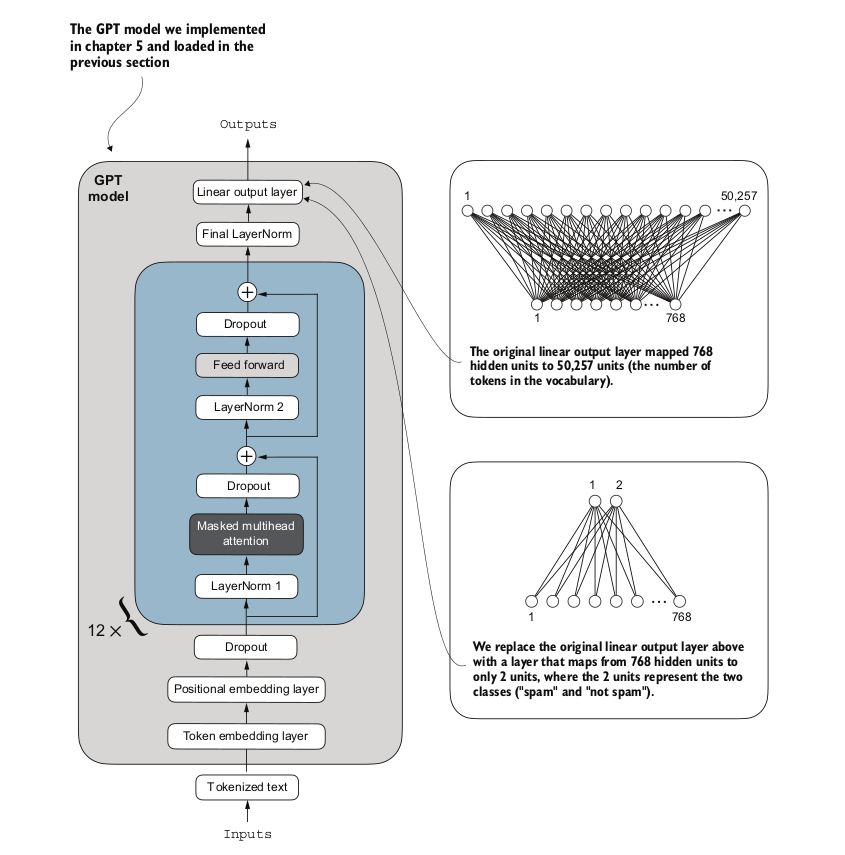 The GPT model we implemented
in chapter 5 and loaded in the
previous section
Outputs
GPT
model
Linear output layer
Final LayerNorm
+
Dropout
Feed forward
LayerNorm 2
+
Dropout
Masked multihead
attention
LayerNorm 1
12 ×
{
Dropout
Positional embedding layer
Token embedding layer
Tokenized text
Inputs
1
50,257
...
...
1
768
The original linear output layer mapped 768
hidden units to 50,257 units (the number of
tokens in the vocabulary).
1 2
...
1
768
We replace the original linear output layer above
with a layer that maps from 768 hidden units to
only 2 units, where the 2 units represent the two
classes ("spam" and "not spam").